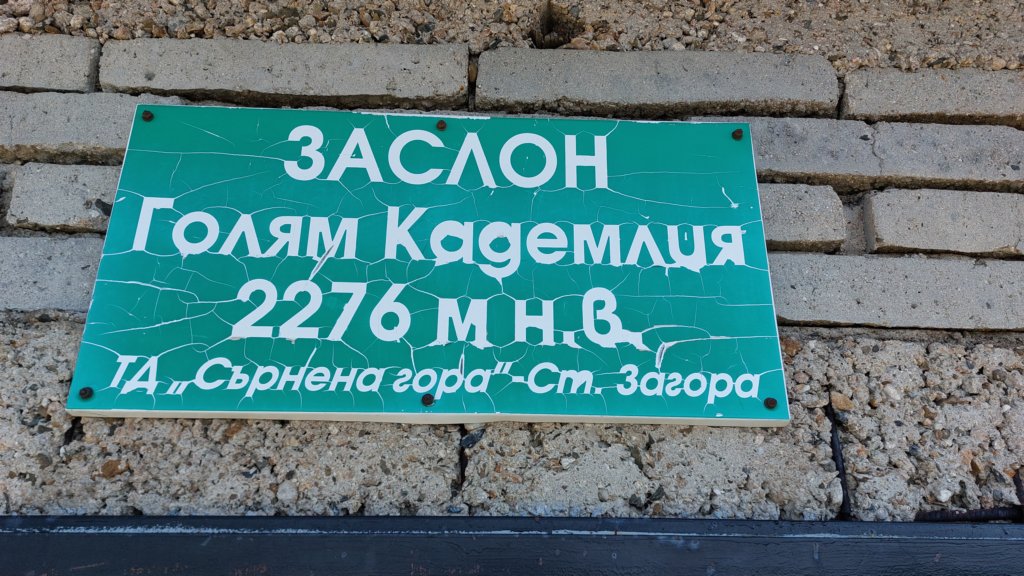 ЗАСЛОН
Голям Кадемлия
2276 м н.в.
ТД „Сърнена гора"-Ст. Загора